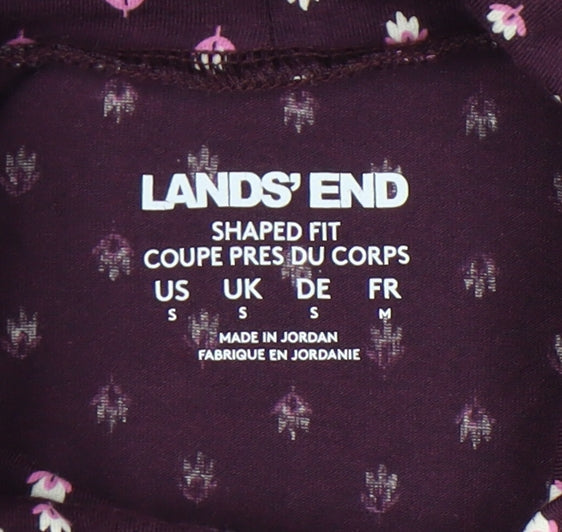 LANDS' END
SHAPED FIT
COUPE PRES DU CORPS
US UK DE FR
S S S M
MADE IN JORDAN
FABRIQUE EN JORDANIE